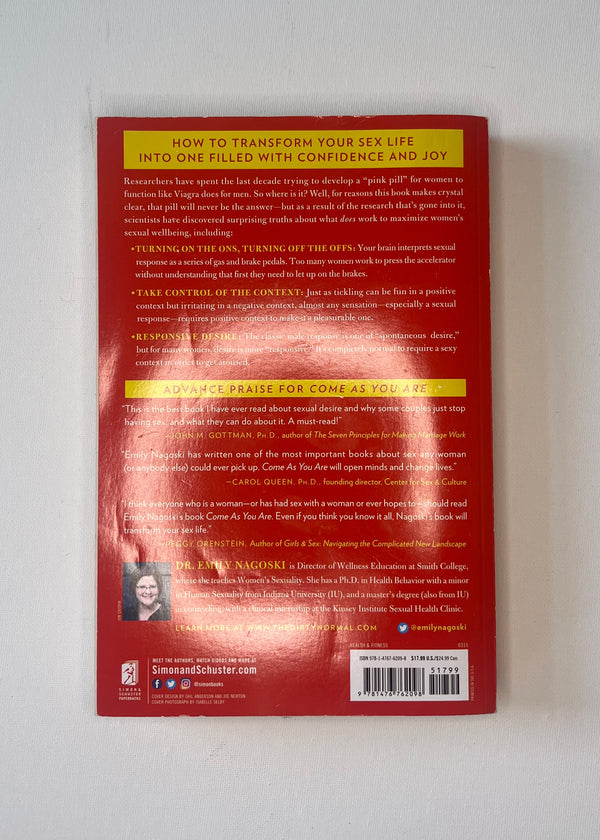 HOW TO TRANSFORM YOUR SEX LIFE
INTO ONE FILLED WITH CONFIDENCE AND JOY
Researchers have spent the last decade trying to develop a “pink pill” for women to
function like Viagra does for men. So where is it? Well, for reasons this book makes crystal
clear, that pill will never be the answer—but as a result of the research that’s gone into it,
scientists have discovered surprising truths about what does work to maximize women’s
sexual wellbeing, including:
•TURNING ON THE ONS, TURNING OFF THE OFFS: Your brain interprets sexual
response as a series of gas and brake pedals. Too many women work to press the accelerator
without understanding that first they need to let up on the brakes.
•TAKE CONTROL OF THE CONTEXT: Just as tickling can be fun in a positive
context but irritating in a negative context, almost any sensation—especially a sexual
response—requires positive context to make it a pleasurable one.
•RESPONSIVE DESIRE: The classic male response is one of “spontaneous desire,”
but for many women, desire is more “responsive.” It’s completely normal to require a sexy
context in order to get aroused.
ADVANCE PRAISE FOR COME AS YOU ARE
“This is the best book I have ever read about sexual desire and why some couples just stop
having sex, and what they can do about it. A must-read!”
—JOHN M. GOTTMAN, PH.D., author of The Seven Principles for Making Marriage Work
“Emily Nagoski has written one of the most important books about sex any woman
(or anybody else) could ever pick up. Come As You Are will open minds and change lives.”
—CAROL QUEEN, PH.D., founding director, Center for Sex & Culture
“I think everyone who is a woman—or has had sex with a woman or ever hopes to—should read
Emily Nagoski’s book Come As You Are. Even if you think you know it all, Nagoski’s book will
transform your sex life.”
—PEGGY ORENSTEIN, Author of Girls & Sex: Navigating the Complicated New Landscape
DR. EMILY NAGOSKI is Director of Wellness Education at Smith College,
where she teaches Women’s Sexuality. She has a Ph.D. in Health Behavior with a minor
in Human Sexuality from Indiana University (IU), and a master’s degree (also from IU)
in counseling, with a clinical internship at the Kinsey Institute Sexual Health Clinic.
LEARN MORE AT WWW.THEDIRTYNORMAL.COM
@emilynagoski
HEALTH & FITNESS 0315
MEET THE AUTHORS, WATCH VIDEOS AND MORE AT
SimonandSchuster.com
@simonbooks
SIMON &
SCHUSTER
PAPERBACKS
COVER DESIGN BY GAIL ANDERSON AND JOE NEWTON
COVER PHOTOGRAPH BY ISABELLE SELBY
ISBN 978-1-4767-6209-8 $17.99 U.S./$24.99 Can.
51799
9 781476 762098
PRINTED IN THE U.S.A.